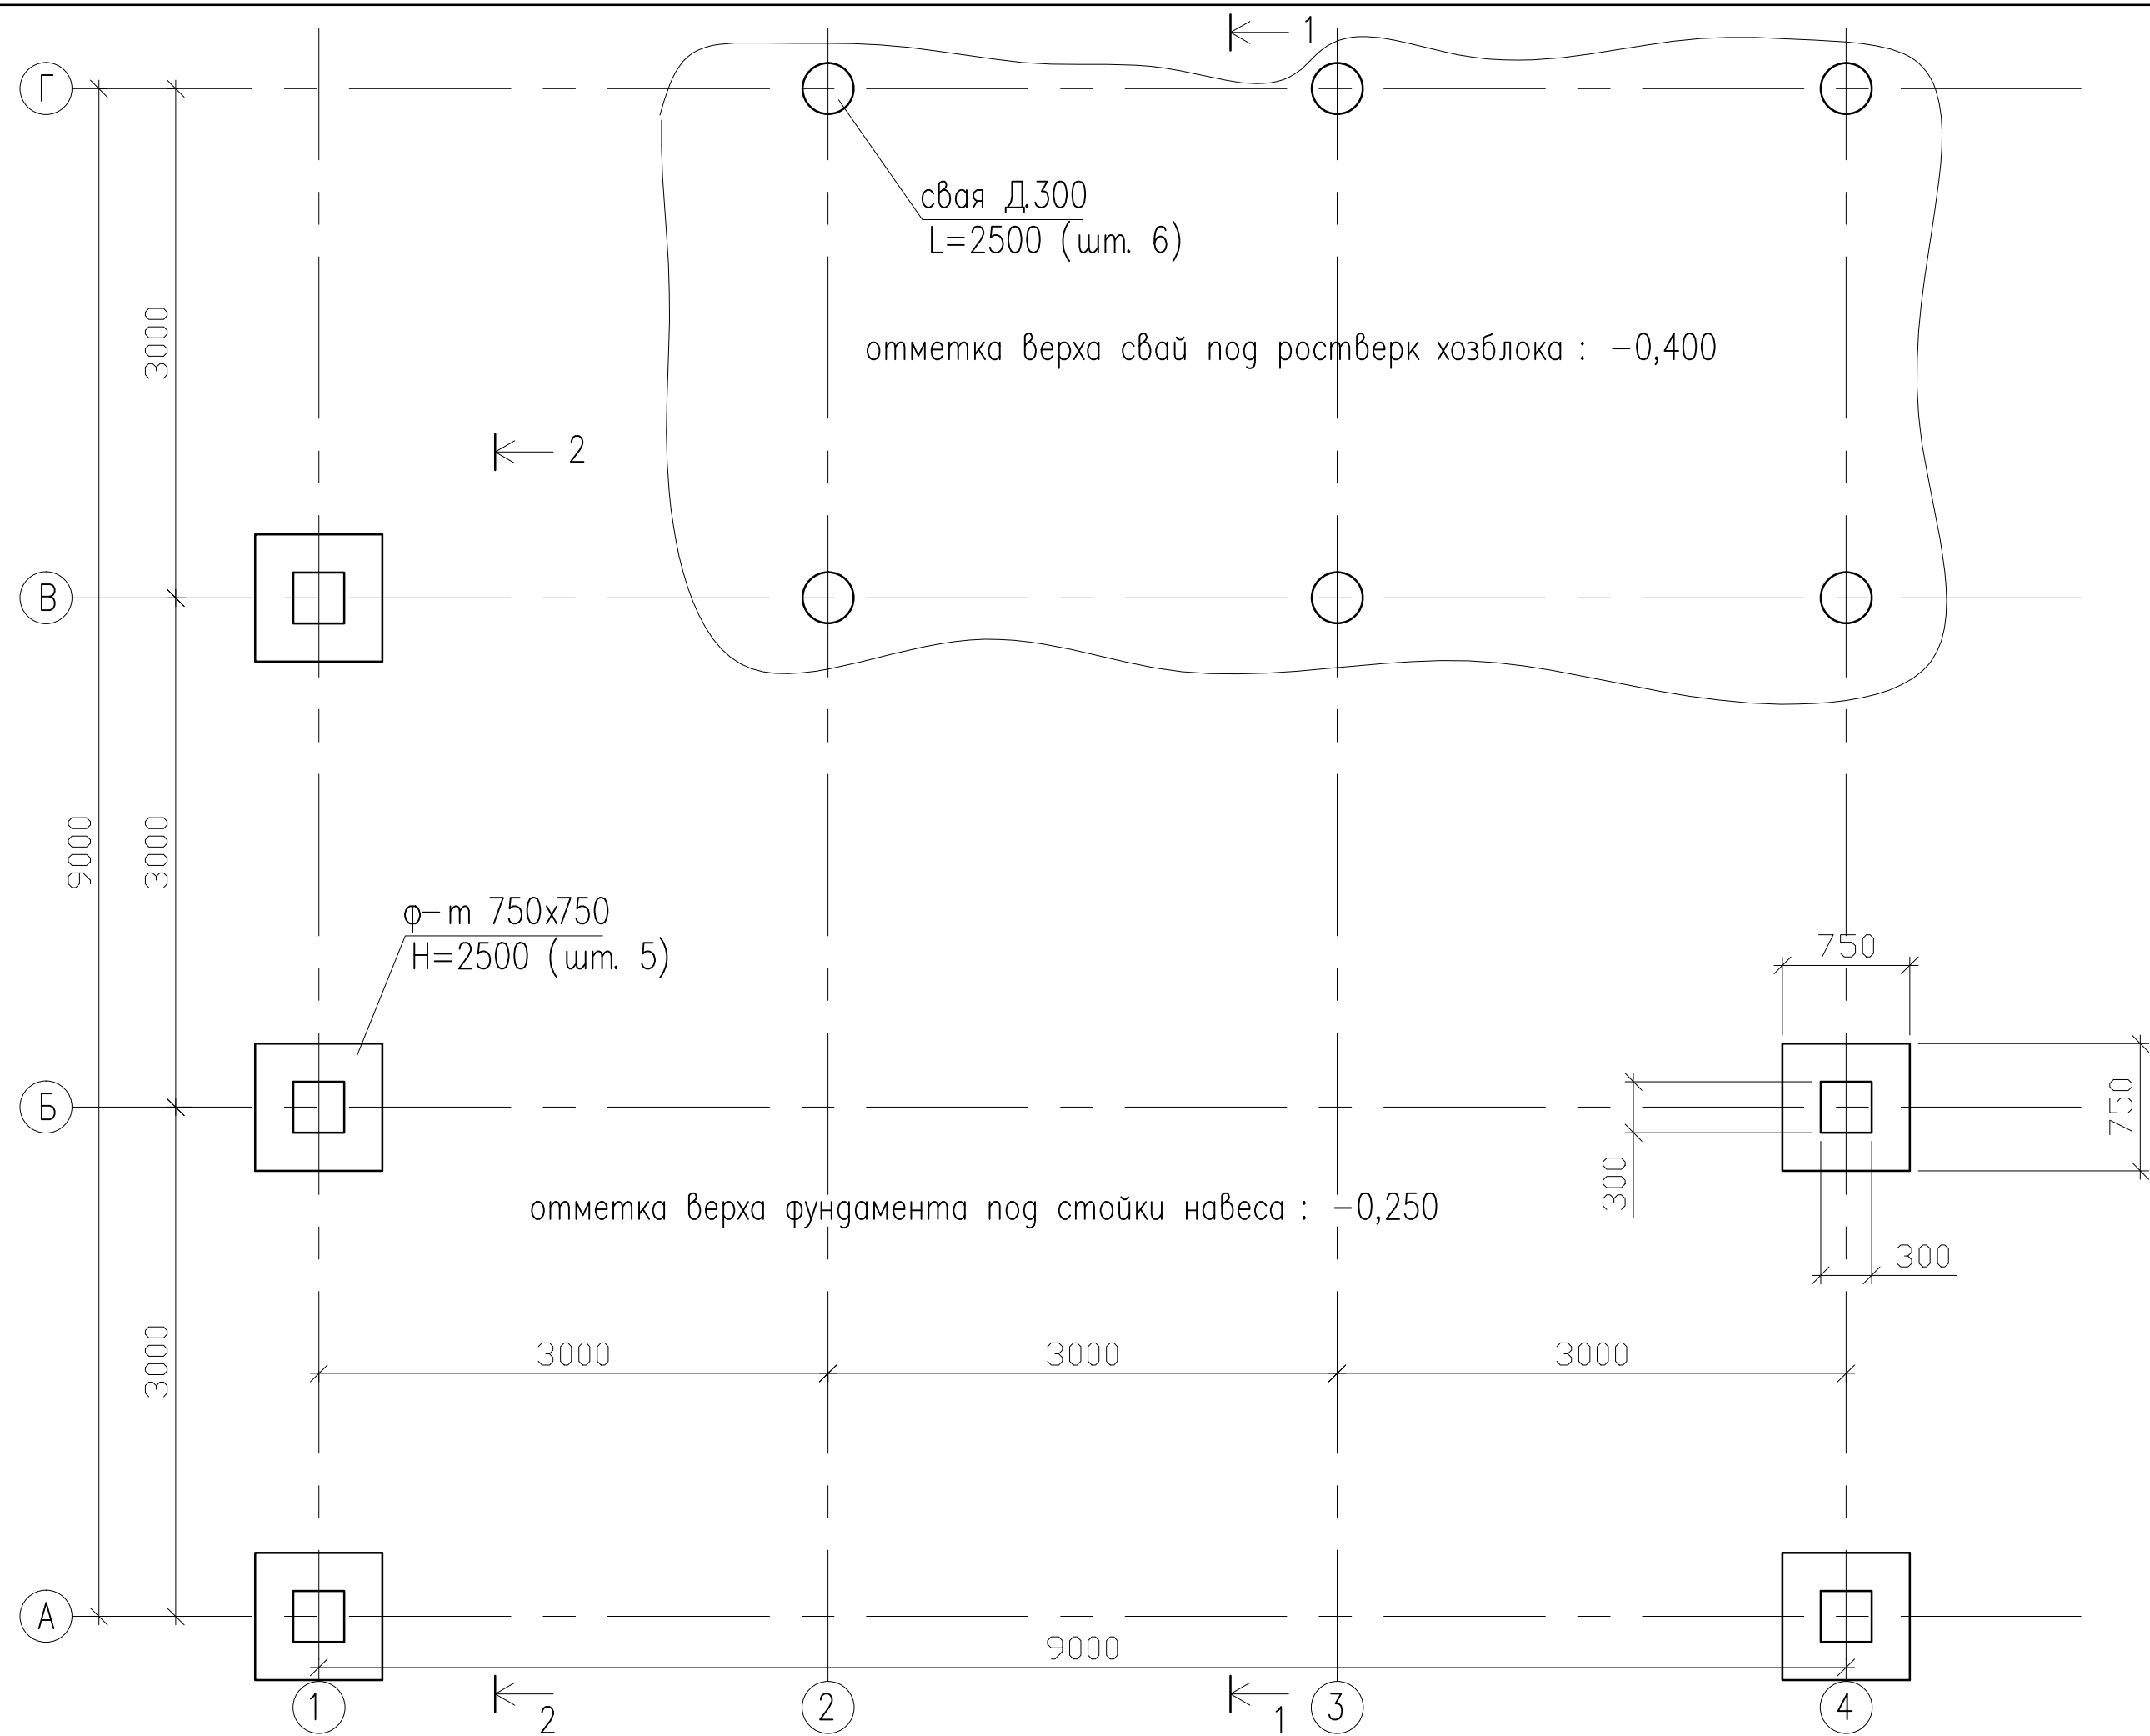 1
Г
свая Д.300
L=2500 (шт. 6)
3000
отметка верха свай под ростверк хозблока : -0,400
2
В
9000
3000
ф-т 750х750
Н=2500 (шт. 5)
750
Б
750
300
отметка верха фундамента под стойки навеса : -0,250
300
3000
3000
3000
3000
А
9000
1
2
2
1
3
4